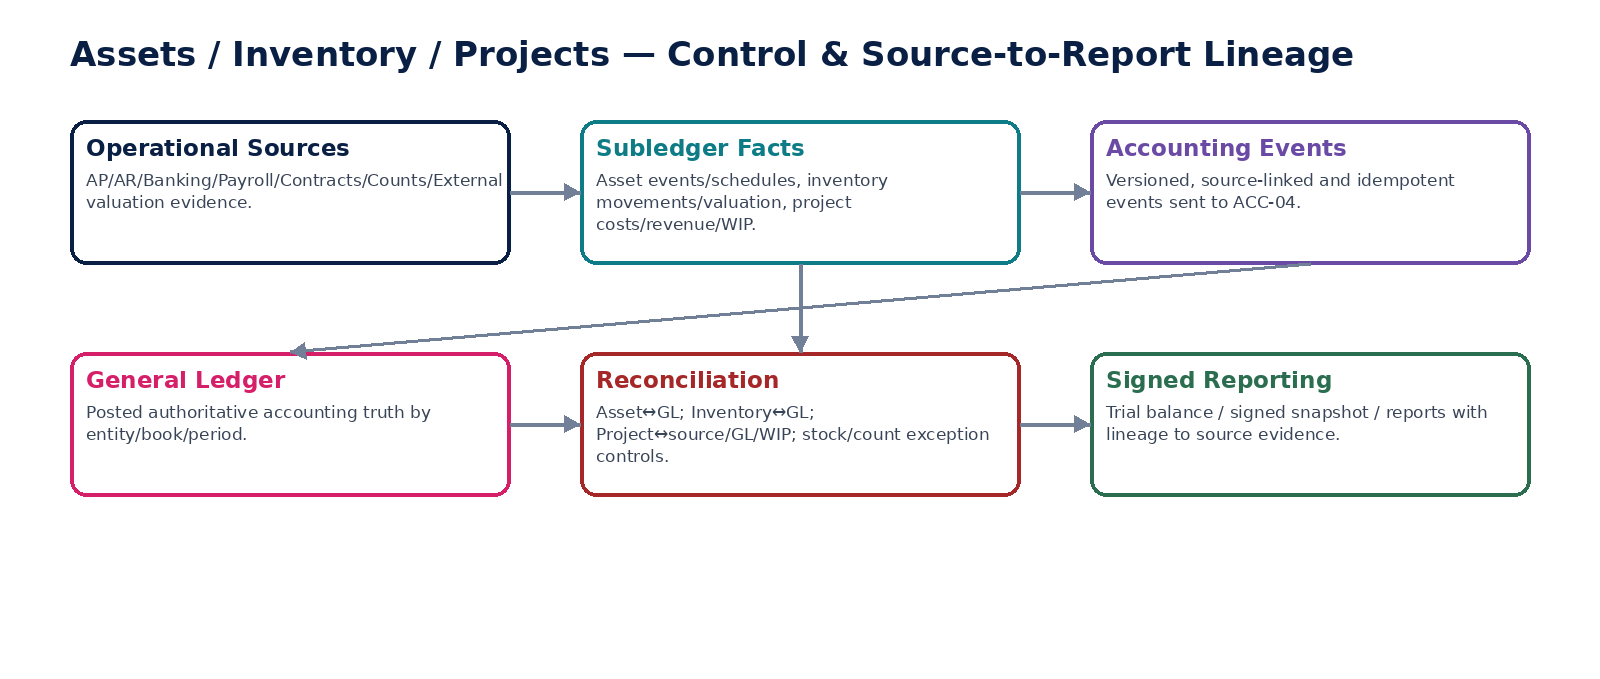 Assets / Inventory / Projects — Control & Source-to-Report Lineage
Operational Sources
AP/AR/Banking/Payroll/Contracts/Counts/External
valuation evidence.
Subledger Facts
Asset events/schedules, inventory
movements/valuation, project
costs/revenue/WIP.
Accounting Events
Versioned, source-linked and idempotent
events sent to ACC-04.
General Ledger
Posted authoritative accounting truth by
entity/book/period.
Reconciliation
Asset↔GL; Inventory↔GL;
Project↔source/GL/WIP; stock/count exception
controls.
Signed Reporting
Trial balance / signed snapshot / reports with
lineage to source evidence.